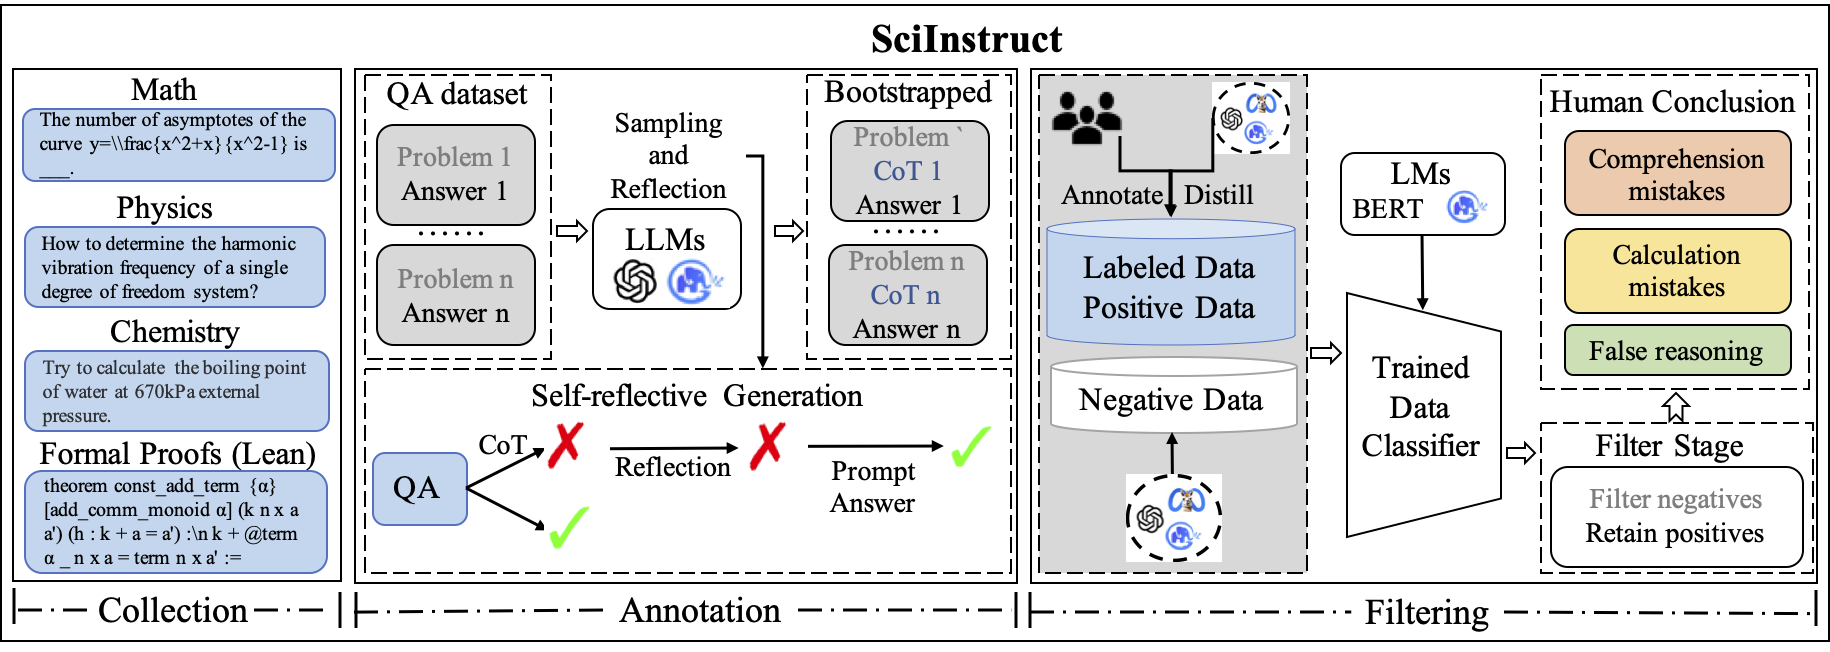 SciInstruct
Math
The number of asymptotes of the
curve y=\\frac{x^2+x}{x^2-1} is
___.
Physics
How to determine the harmonic
vibration frequency of a single
degree of freedom system?
Chemistry
Try to calculate the boiling point
of water at 670kPa external
pressure.
Formal Proofs (Lean)
theorem const_add_term {α}
[add_comm_monoid α] (k n x a
a') (h : k + a = a') :\n k + @term
α _ n x a = term n x a' :=
Collection
QA dataset
Problem 1
Answer 1
······
Problem n
Answer n
Sampling
and
Reflection
LLMs
Bootstrapped
Problem `
CoT 1
Answer 1
······
Problem n
CoT n
Answer n
Self-reflective Generation
QA
CoT
Reflection
Prompt
Answer
Annotation
Annotate
Distill
Labeled Data
Positive Data
Negative Data
LMs
BERT
Trained
Data
Classifier
Human Conclusion
Comprehension
mistakes
Calculation
mistakes
False reasoning
Filter Stage
Filter negatives
Retain positives
Filtering